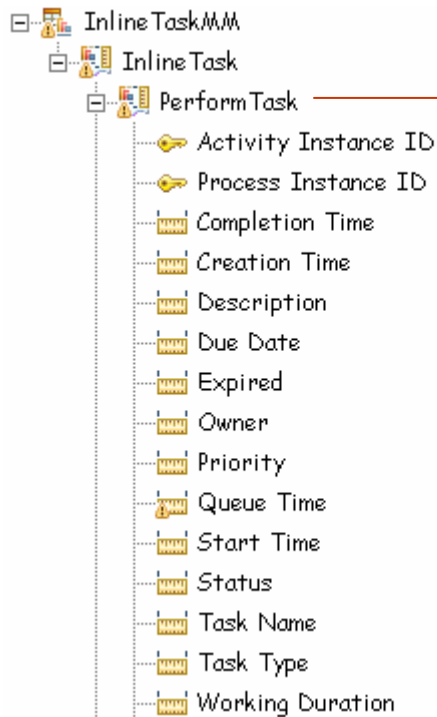 InlineTaskMM
InlineTask
PerformTask
Activity Instance ID
Process Instance ID
Completion Time
Creation Time
Description
Due Date
Expired
Owner
Priority
Queue Time
Start Time
Status
Task Name
Task Type
Working Duration